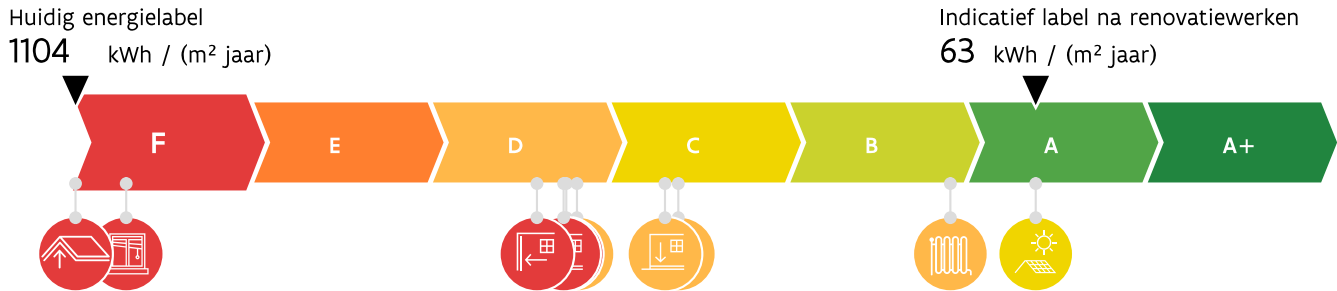 Huidig energielabel
1104 kWh / (m² jaar)
Indicatief label na renovatiewerken
63 kWh / (m² jaar)
F E D C B A A+